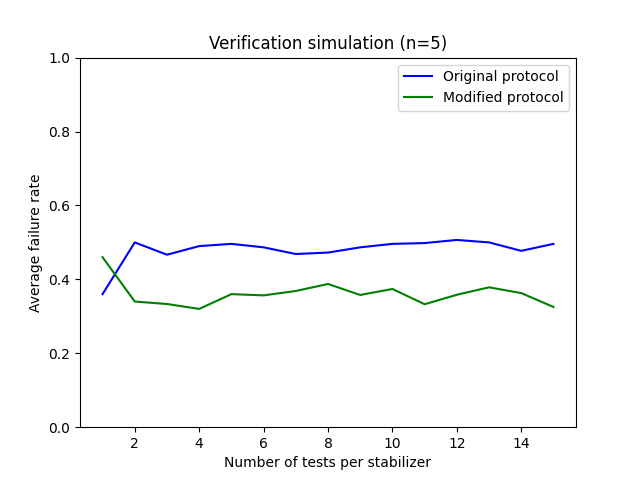 Verification simulation (n=5)
Original protocol
Modified protocol
1.0
0.8
0.6
0.4
0.2
0.0
Average failure rate
2 4 6 8 10 12 14
Number of tests per stabilizer